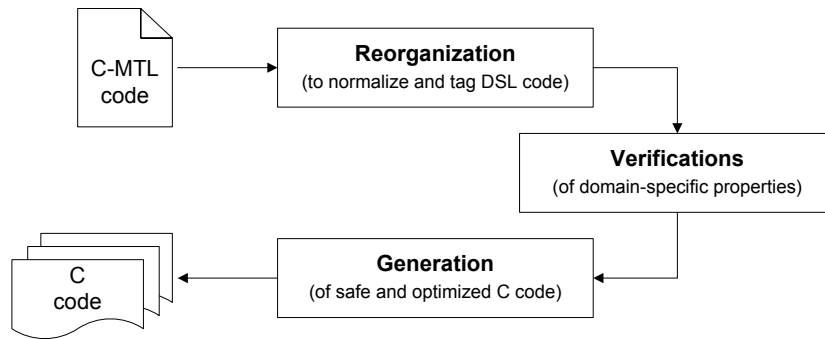 C-MTL
code
Reorganization
(to normalize and tag DSL code)
Verifications
(of domain-specific properties)
Generation
(of safe and optimized C code)
C
code